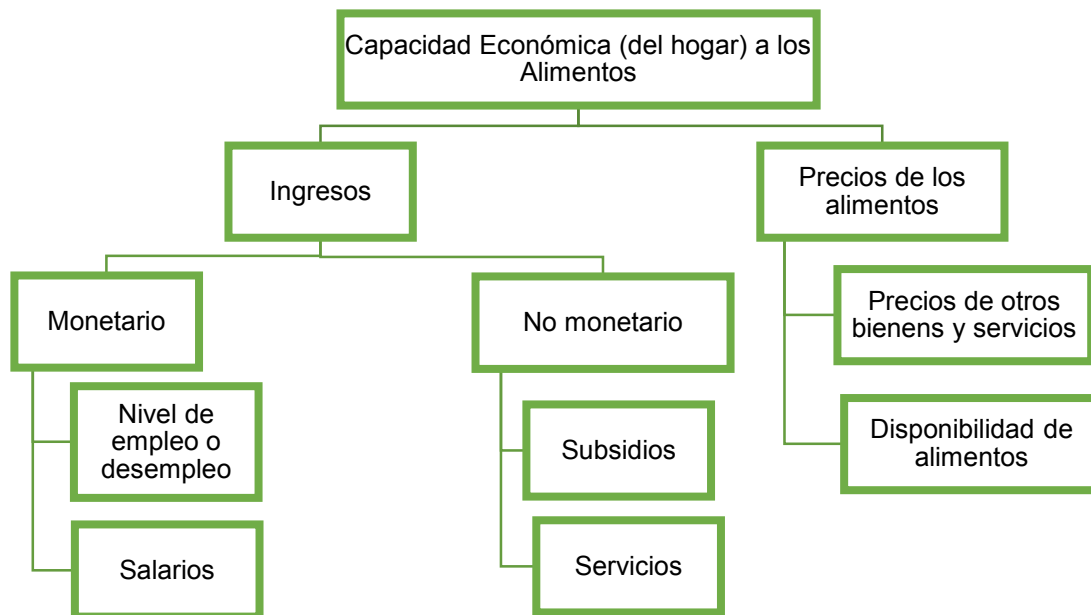 Capacidad Económica (del hogar) a los
Alimentos
Ingresos
Precios de los
alimentos
Monetario
No monetario
Precios de otros
bienens y servicios
Nivel de
empleo o
desempleo
Subsidios
Disponibilidad de
alimentos
Salarios
Servicios